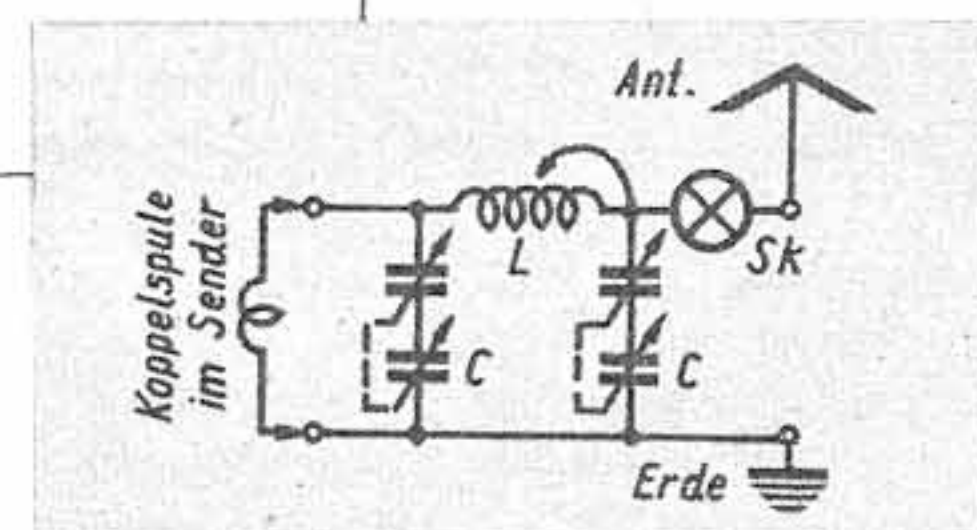 Ant.
Koppelspule
im Sender
L
Sk
C
C
Erde